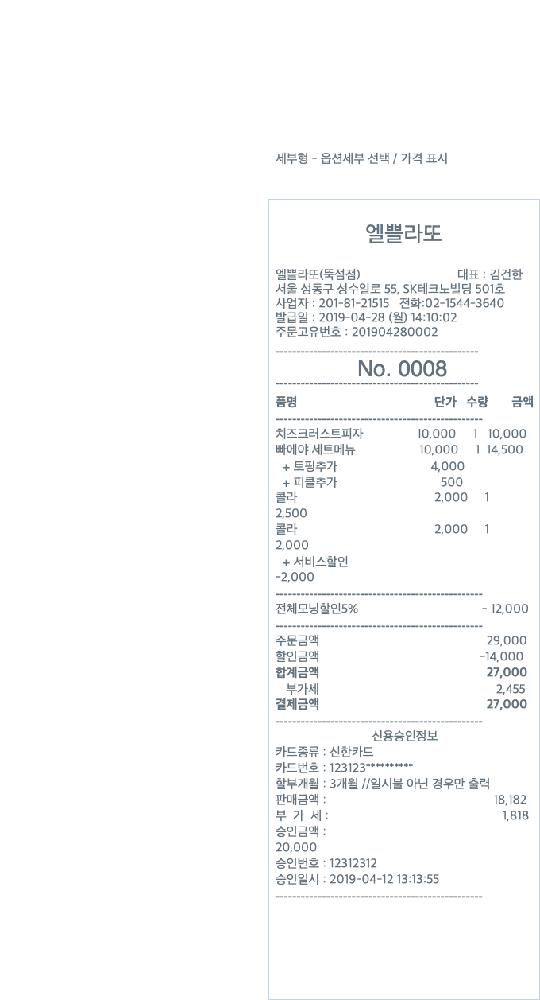 세부형 - 옵션세부 선택 / 가격 표시
엘쁠라또
엘쁠라또(뚝섬점) 대표 : 김건한
서울 성동구 성수일로 55, SK테크노빌딩 501호
사업자 : 201-81-21515 전화:02-1544-3640
발급일 : 2019-04-28 (월) 14:10:02
주문고유번호 : 201904280002
-------------------------------------------------
No. 0008
-------------------------------------------------
품명 단가 수량 금액
--------------------------------------------------
치즈크러스트피자 10,000 1 10,000
빠에야 세트메뉴 10,000 1 14,500
+ 토핑추가 4,000
+ 피클추가 500
콜라 2,000 1
2,500
콜라 2,000 1
2,000
+ 서비스할인
-2,000
--------------------------------------------------
전체모닝할인5% - 12,000
--------------------------------------------------
주문금액 29,000
할인금액 -14,000
합계금액 27,000
부가세 2,455
결제금액 27,000
--------------------------------------------------
신용승인정보
카드종류 : 신한카드
카드번호 : 123123**********
할부개월 : 3개월 //일시불 아닌 경우만 출력
판매금액 : 18,182
부 가 세 : 1,818
승인금액 :
20,000
승인번호 : 12312312
승인일시 : 2019-04-12 13:13:55
--------------------------------------------------